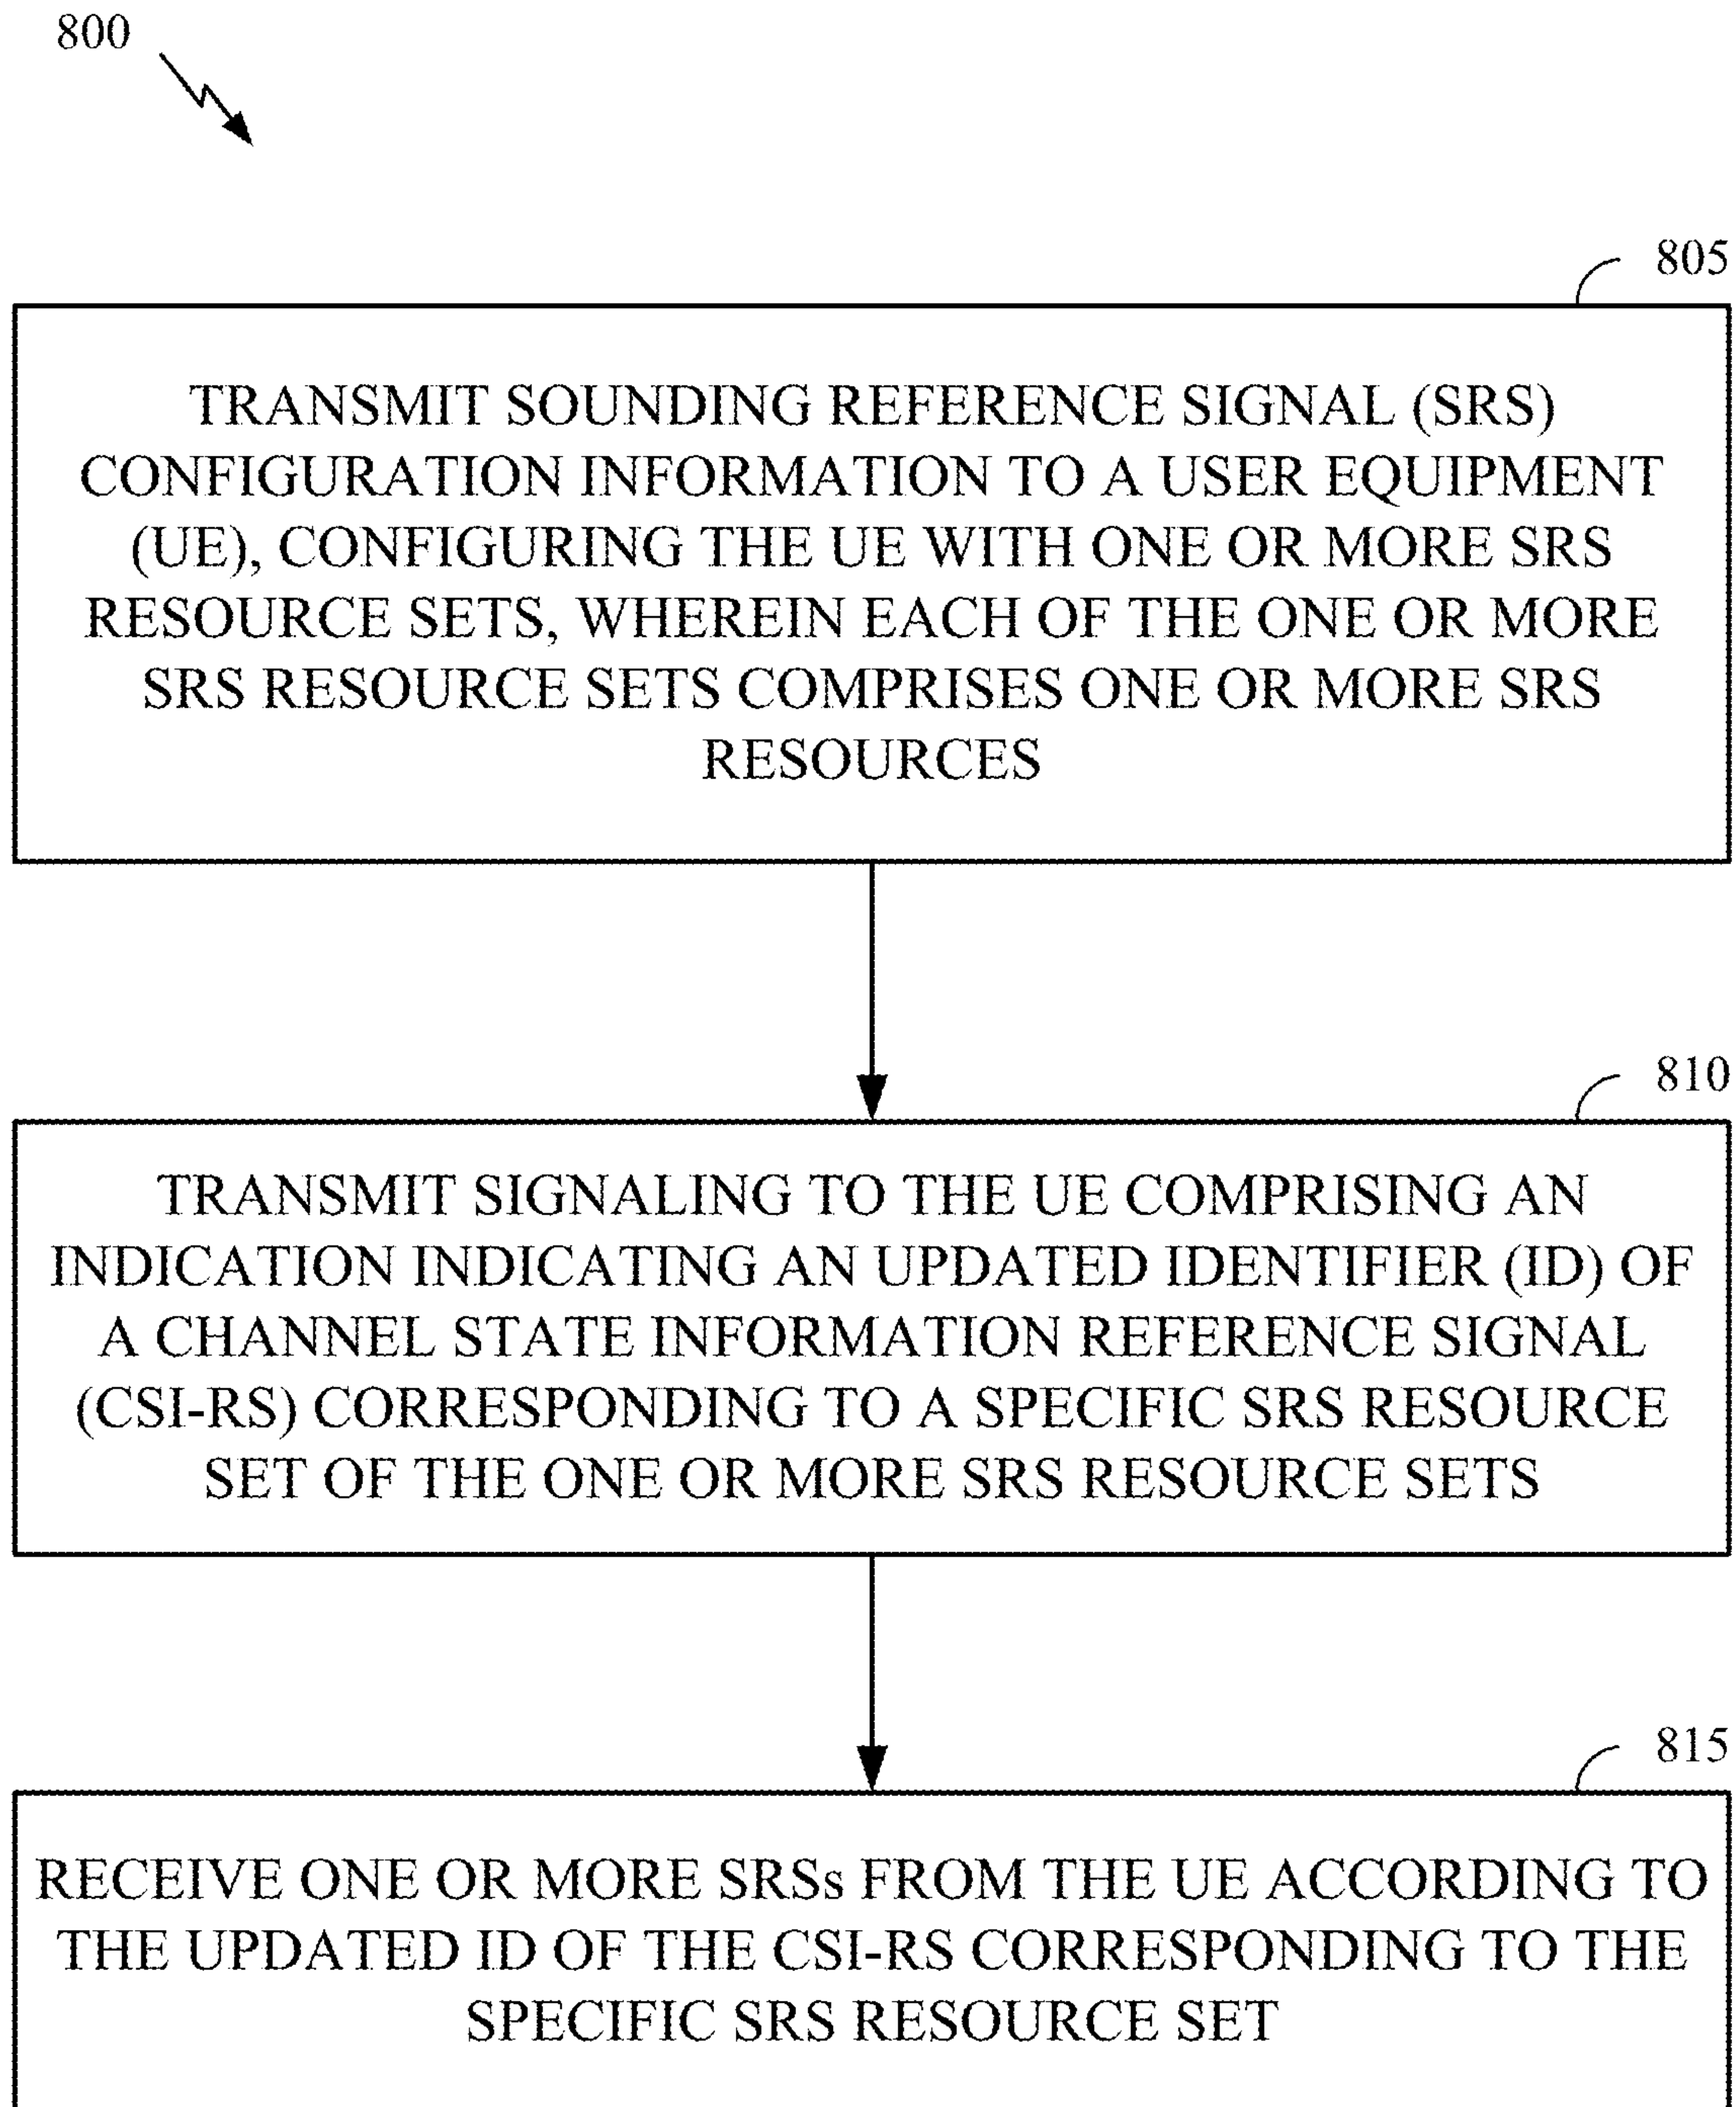 800
805
TRANSMIT SOUNDING REFERENCE SIGNAL (SRS)
CONFIGURATION INFORMATION TO A USER EQUIPMENT
(UE), CONFIGURING THE UE WITH ONE OR MORE SRS
RESOURCE SETS, WHEREIN EACH OF THE ONE OR MORE
SRS RESOURCE SETS COMPRISES ONE OR MORE SRS
RESOURCES
810
TRANSMIT SIGNALING TO THE UE COMPRISING AN
INDICATION INDICATING AN UPDATED IDENTIFIER (ID) OF
A CHANNEL STATE INFORMATION REFERENCE SIGNAL
(CSI-RS) CORRESPONDING TO A SPECIFIC SRS RESOURCE
SET OF THE ONE OR MORE SRS RESOURCE SETS
815
RECEIVE ONE OR MORE SRSs FROM THE UE ACCORDING TO
THE UPDATED ID OF THE CSI-RS CORRESPONDING TO THE
SPECIFIC SRS RESOURCE SET